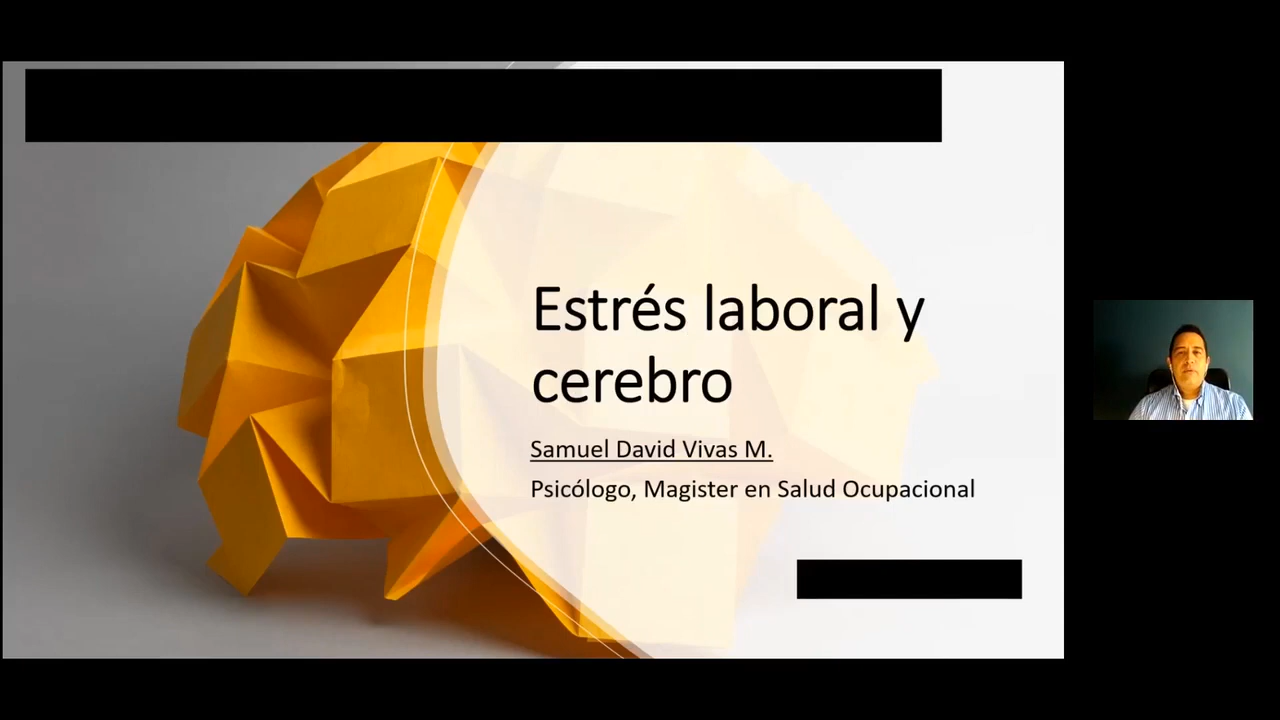 Estrés laboral y
cerebro
Samuel David Vivas M.
Psicólogo, Magister en Salud Ocupacional